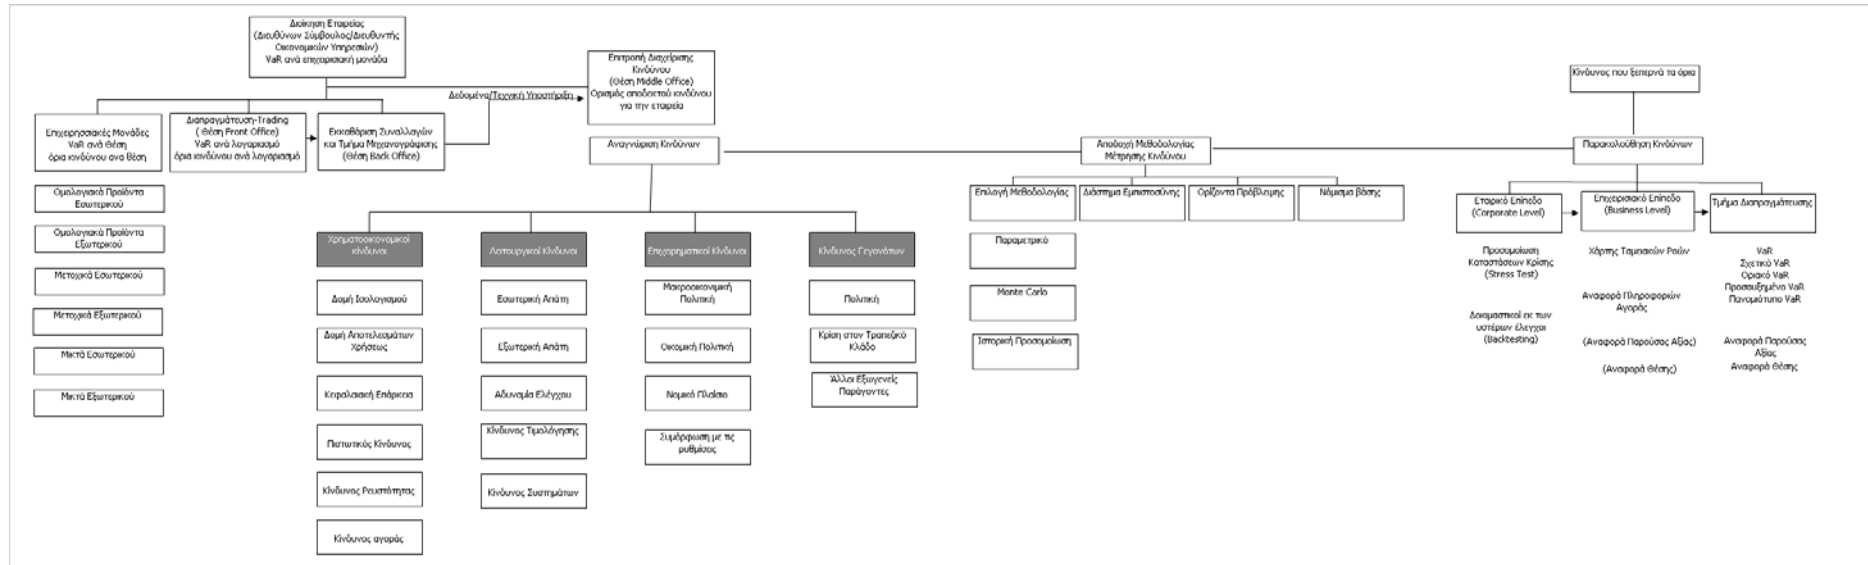 Διοίκηση Εταιρείας
(Διευθύνων Σύμβουλος/Διευθυντής
Οικονομικών Υπηρεσιών)
VaR ανά επιχειρισιακή μονάδα
Επιτροπή Διαχείρισης
Κινδύνου
(Θέση Middle Office)
Ορισμός αποδεκτού κινδύνου
για την εταιρεία
Κίνδυνος που ξεπερνά τα όρια
Δεδομένα/Τεχνική Υποστήριξη
Επιχειρησσιακές Μονάδες
VaR ανά Θέση
όρια κινδύνου ανα θέση
Διαπραγμάτευση-Trading
( Θέση Front Office)
VaR ανά λογαριασμό
όρια κινδύνου ανά λογαριασμό
Εκκαθάριση Συναλλαγών
και Τμήμα Μηχανογράφισης
(Θέση Back Office)
Αναγνώριση Κινδύνων
Αποδοχή Μεθοδολογίας
Μέτρησης Κινδύνου
Παρακολούθηση Κινδύνων
Ομολογιακά Προϊόντα
Εσωτερικού
Ομολογιακά Προϊόντα
Εξωτερικού
Μετοχικά Εσωτερικού
Μετοχικά Εξωτερικού
Μικτά Εσωτερικού
Μικτά Εξωτερικού
Χρηματοοικονομικοί
κίνδυνοι
Δομή Ισολογισμού
Δομή Αποτελεσμάτων
Χρήσεως
Κεφαλαιακή Επάρκεια
Πιστωτικός Κίνδυνος
Κίνδυνος Ρευστότητας
Κίνδυνος αγοράς
Λειτουργικοί Κίνδυνοι
Εσωτερική Απάτη
Εξωτερική Απάτη
Αδυναμία Ελέγχου
Κίνδυνος Τιμολόγησης
Κίνδυνος Συστημάτων
Επιχειρηματικοί Κίνδυνοι
Μακροοικονιμική
Πολιτική
Οικομική Πολιτική
Νομικό Πλαίσιο
Συμόρφωση με τις
ρυθμίσεις
Κίνδυνος Γεγονότων
Πολιτική
Κρίση στον Τραπεζικό
Κλάδο
Άλλοι Εξωγενείς
Παράγοντες
Επιλογή Μεθοδολογίας
Διάστημα Εμπιστοσύνης
Ορίζοντα Πρόβλεψης
Νόμισμα βάσης
Παραμετρικό
Monte Carlo
Ιστορική Προσομοίωση
Εταιρικό Επίπεδο
(Corporate Level)
Επιχειρισιακό Επίπεδο
(Business Level)
Τμήμα Διαπραγμάτευσης
Προσομοίωση
Καταστάσεων Κρίσης
(Stress Test)
Δοκιμαστικοί εκ των
υστέρων έλεγχοι
(Backtesting)
Χάρτης Ταμειακών Ροών
Αναφορά Πληροφοριών
Αγοράς
(Αναφορά Παρούσας Αξίας)
(Αναφορά Θέσης)
VaR
Σχετικό VaR
Οριακό VaR
Προσαυξημένο VaR
Πανομιότυπο VaR
Αναφορά Παρούσας
Αξίας
Αναφορά Θέσης